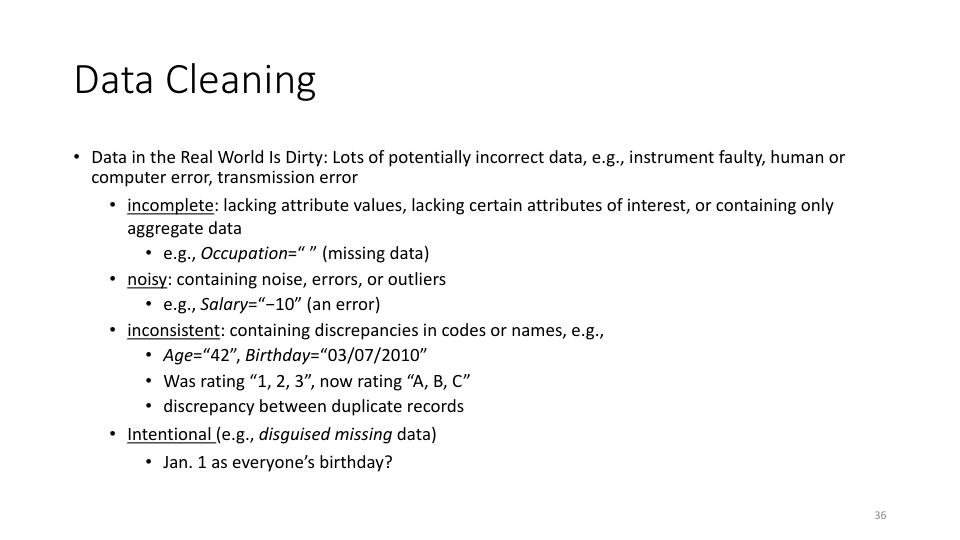 Data Cleaning
• Data in the Real World Is Dirty: Lots of potentially incorrect data, e.g., instrument faulty, human or
computer error, transmission error
• incomplete: lacking attribute values, lacking certain attributes of interest, or containing only
aggregate data
• e.g., Occupation=“ ” (missing data)
• noisy: containing noise, errors, or outliers
• e.g., Salary=“−10” (an error)
• inconsistent: containing discrepancies in codes or names, e.g.,
• Age=“42”, Birthday=“03/07/2010”
• Was rating “1, 2, 3”, now rating “A, B, C”
• discrepancy between duplicate records
• Intentional (e.g., disguised missing data)
• Jan. 1 as everyone’s birthday?
36